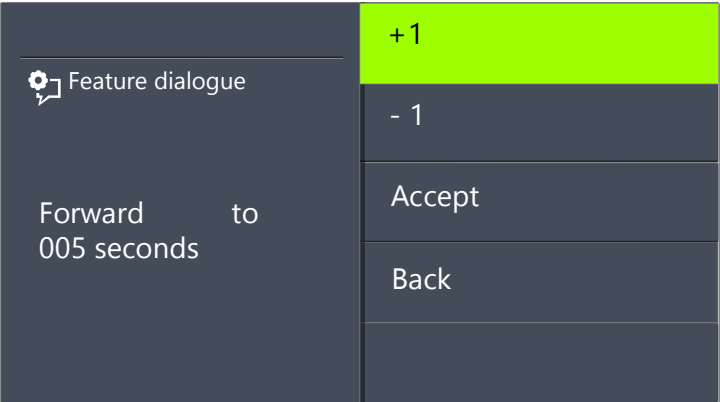 Feature dialogue
Forward to
005 seconds
+1
- 1
Accept
Back